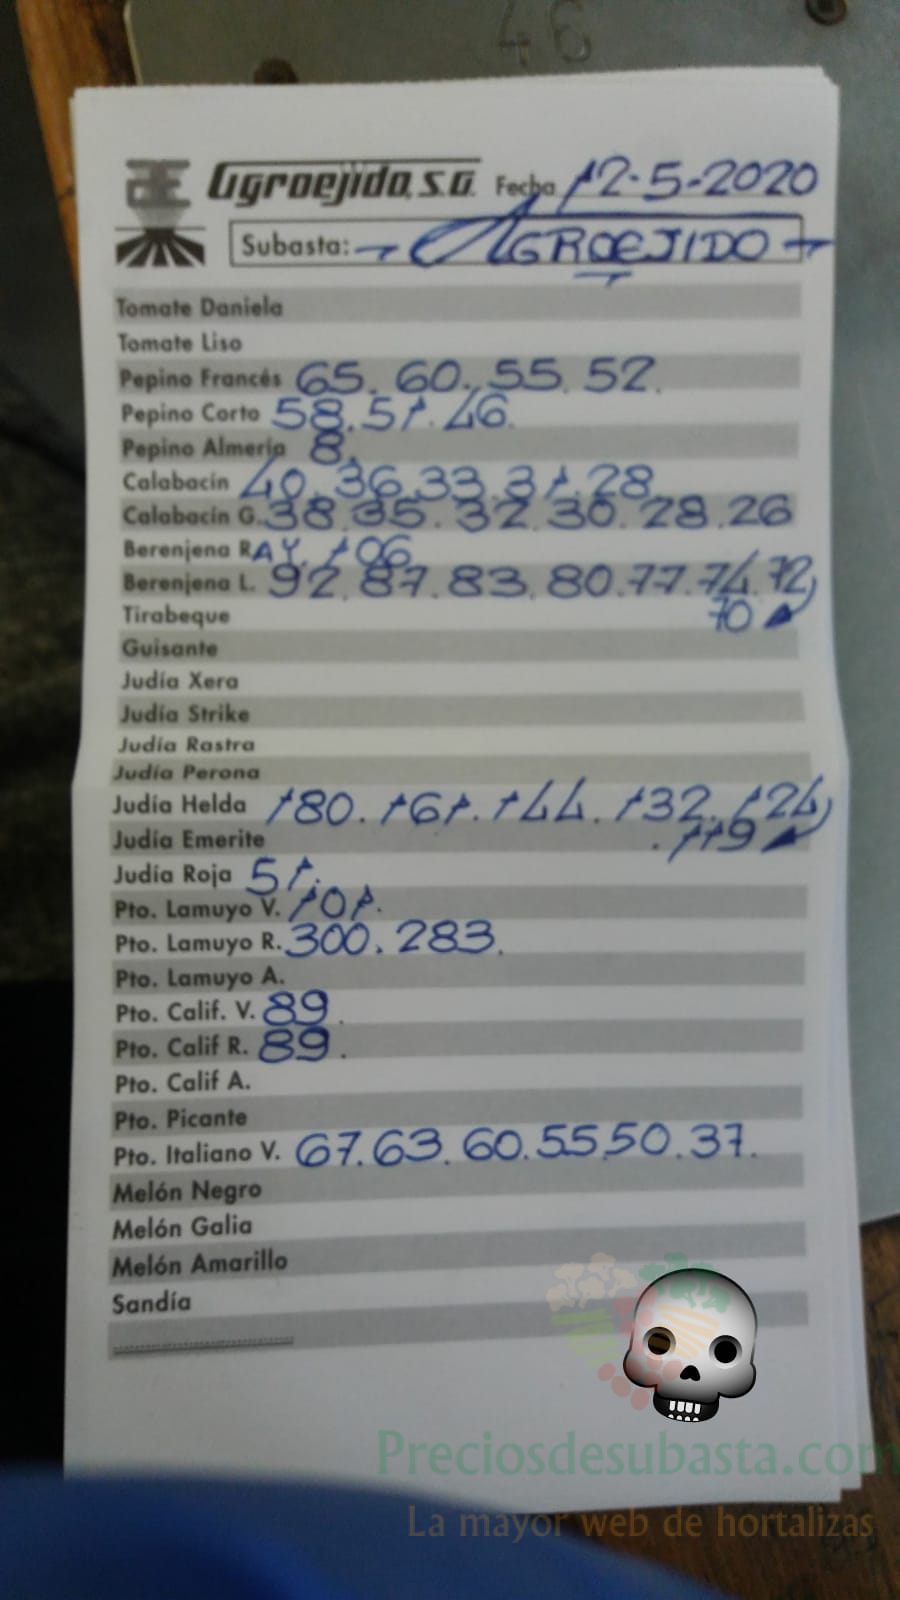 46
Agroejido, S.A. Fecha 12-5-2020
Subasta: AGROEJIDO
Tomate Daniela
Tomate Liso
Pepino Francés 65. 60. 55. 52.
Pepino Corto 58. 51. 46.
Pepino Almería 8.
Calabacín 40. 36. 33. 31. 28
Calabacín G. 38. 35. 32. 30. 28. 26
Berenjena RAY. 106
Berenjena L. 92. 87. 83. 80. 77. 74. 72
Tirabeque 70
Guisante
Judía Xera
Judía Strike
Judía Rastra
Judía Perona
Judía Helda 180. 161. 144. 132. 124
Judía Emerite . 119
Judía Roja 51.
Pto. Lamuyo V. 101.
Pto. Lamuyo R. 300. 283.
Pto. Lamuyo A.
Pto. Calif. V. 89.
Pto. Calif R. 89.
Pto. Calif A.
Pto. Picante
Pto. Italiano V. 67. 63. 60. 55. 50. 37.
Melón Negro
Melón Galia
Melón Amarillo
Sandía
Preciosdesubasta.com
La mayor web de hortalizas